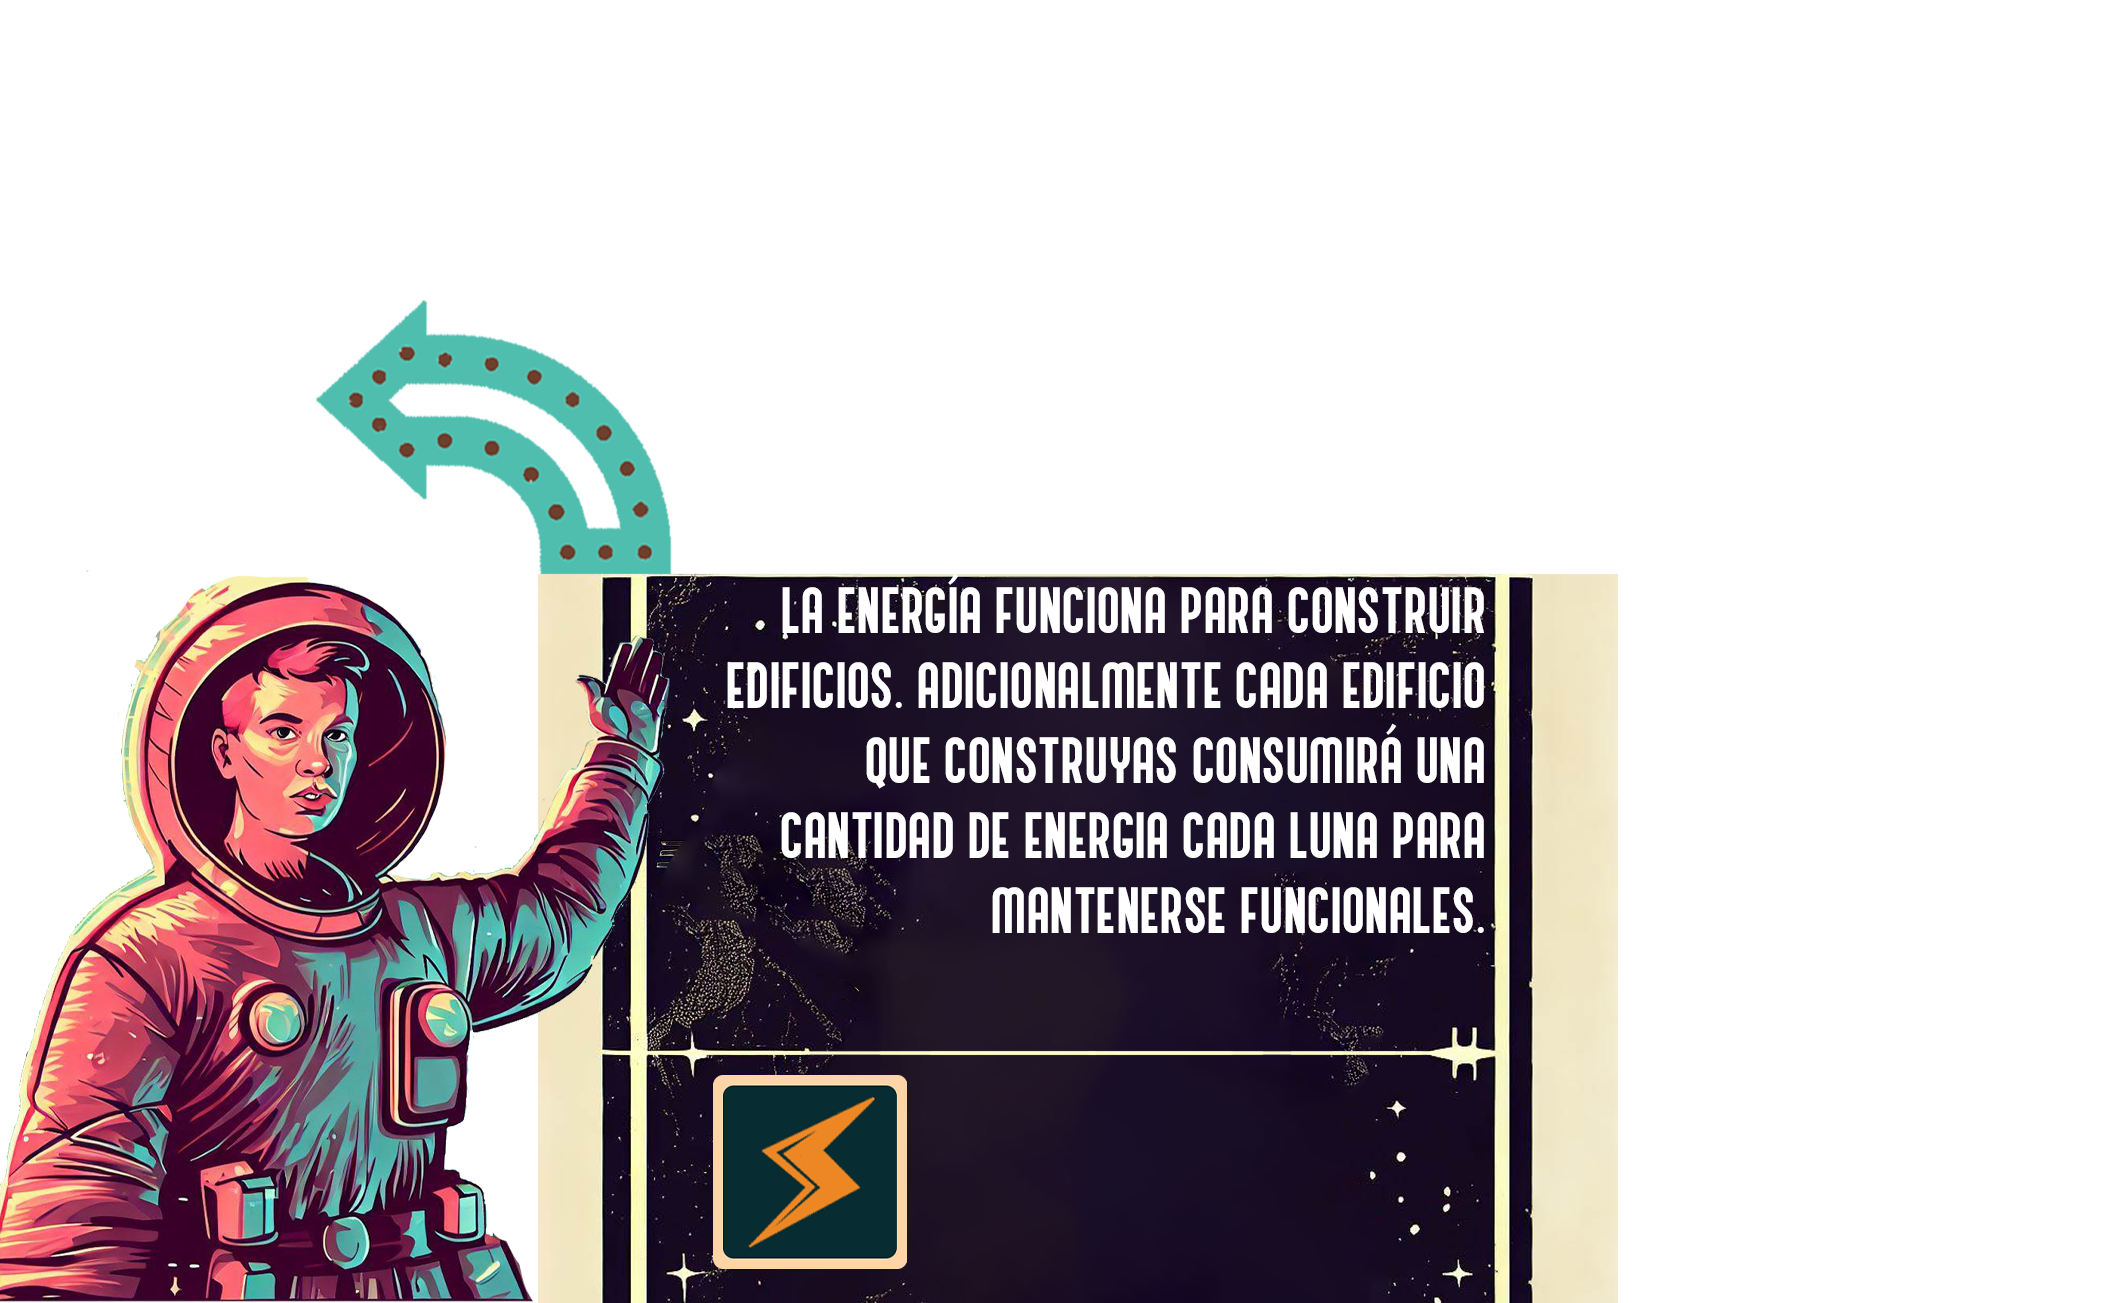 LA ENERGÍA FUNCIONA PARA CONSTRUIR
EDIFICIOS. ADICIONALMENTE CADA EDIFICIO
QUE CONSTRUYAS CONSUMIRÁ UNA
CANTIDAD DE ENERGIA CADA LUNA PARA
MANTENERSE FUNCIONALES.